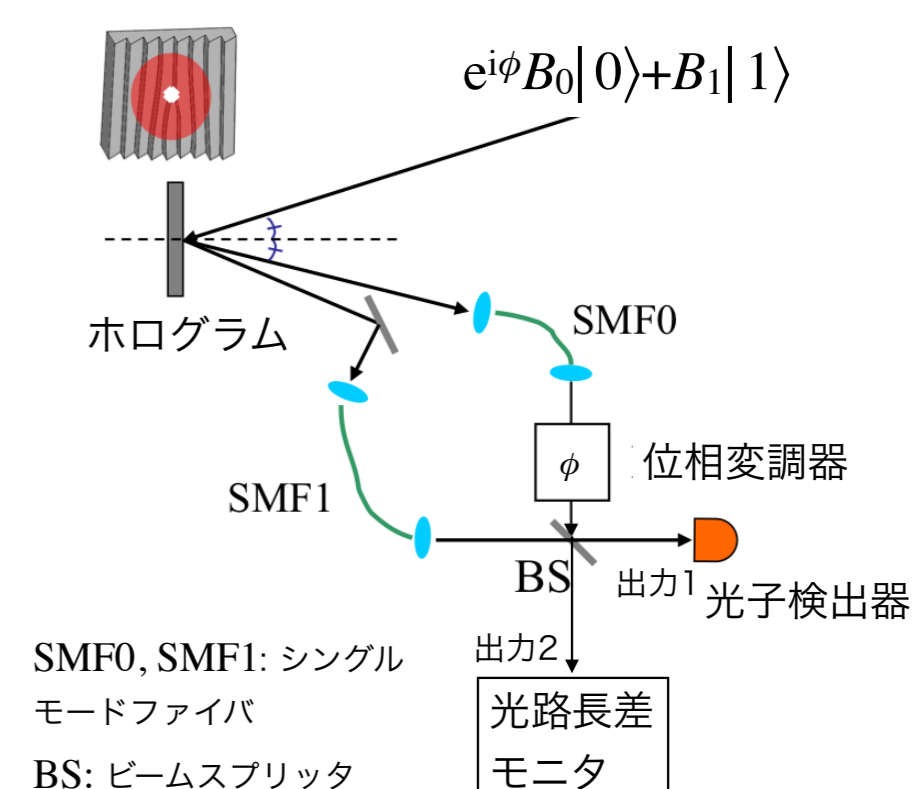 e^{iϕ}B₀|0⟩+B₁|1⟩
ホログラム
SMF0
ϕ
位相変調器
SMF1
BS
出力1
光子検出器
出力2
SMF0, SMF1: シングル
モードファイバ
光路長差
モニタ
BS: ビームスプリッタ